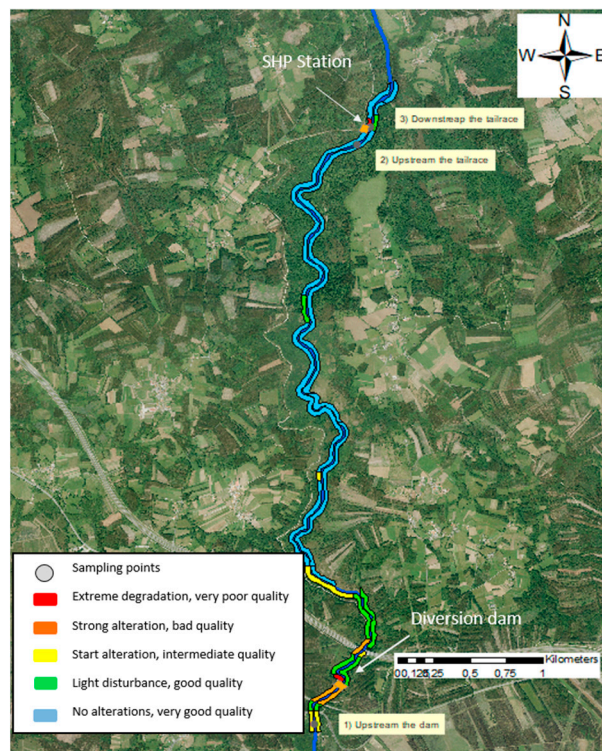 N
W E
S
SHP Station
3) Downstreap the tailrace
2) Upstream the tailrace
Sampling points
Extreme degradation, very poor quality
Strong alteration, bad quality
Start alteration, intermediate quality
Light disturbance, good quality
No alterations, very good quality
Diversion dam
Kilometers
00,1250,25 0,5 0,75 1
1) Upstream the dam